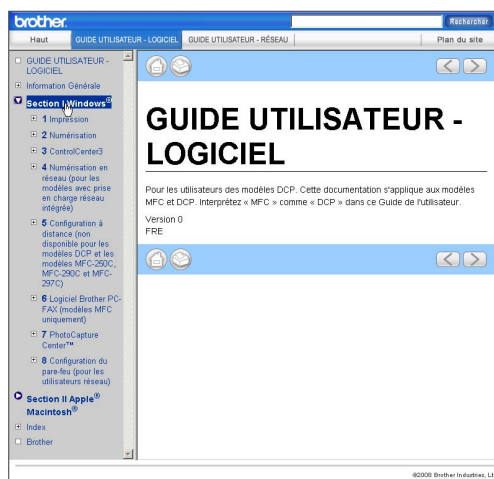 brother.
Rechercher
Haut
GUIDE UTILISATEUR - LOGICIEL
GUIDE UTILISATEUR - RÉSEAU
Plan du site
GUIDE UTILISATEUR -
LOGICIEL
Information Générale
Section I Windows®
1 Impression
2 Numérisation
3 ControlCenter3
4 Numérisation en
réseau (pour les
modèles avec prise
en charge réseau
intégrée)
5 Configuration à
distance (non
disponible pour les
modèles DCP et les
modèles MFC-250C,
MFC-290C et MFC-
297C)
6 Logiciel Brother PC-
FAX (modèles MFC
uniquement)
7 PhotoCapture
Center™
8 Configuration du
pare-feu (pour les
utilisateurs réseau)
Section II Apple®
Macintosh®
Index
Brother
GUIDE UTILISATEUR -
LOGICIEL
Pour les utilisateurs des modèles DCP. Cette documentation s'applique aux modèles
MFC et DCP. Interprétez « MFC » comme « DCP » dans ce Guide de l'utilisateur.
Version 0
FRE
©2008 Brother Industries, Lt